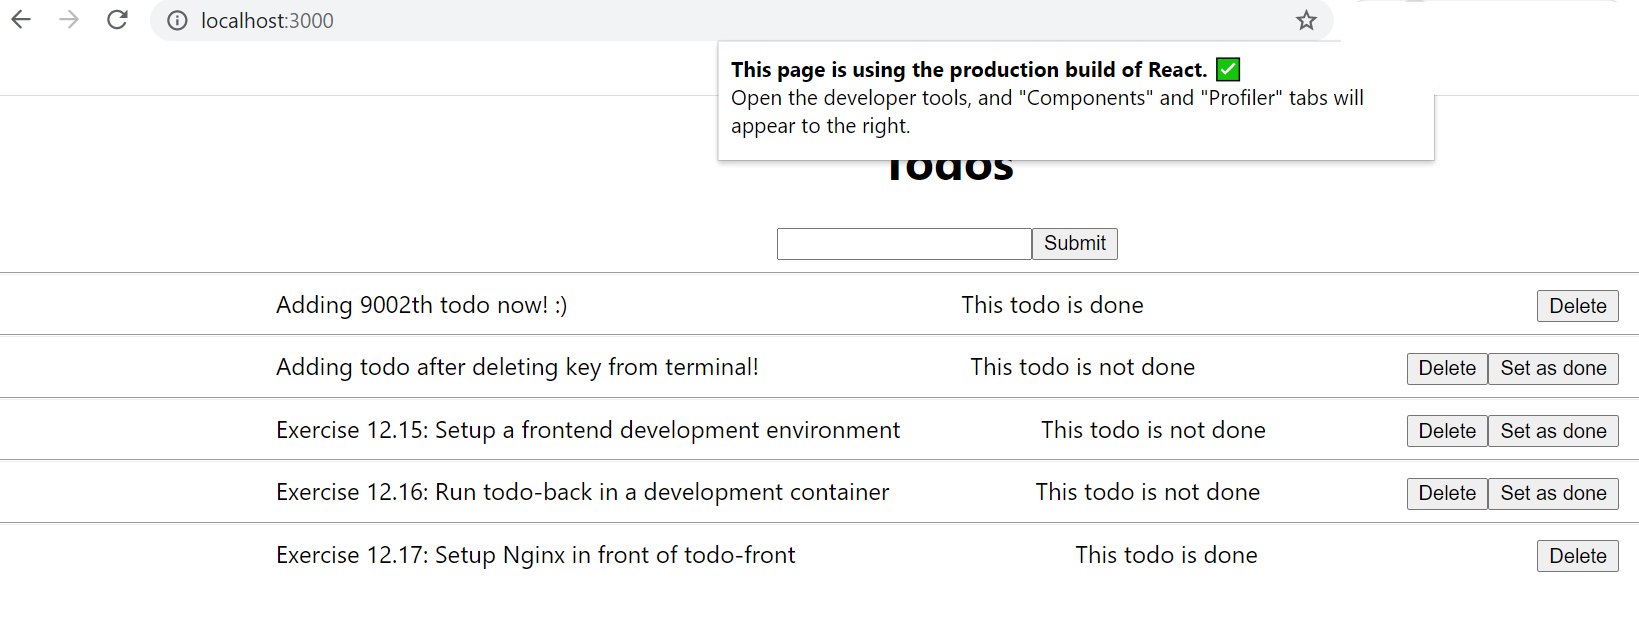 localhost:3000
This page is using the production build of React. ✅
Open the developer tools, and "Components" and "Profiler" tabs will
appear to the right.
Todos
Submit
Adding 9002th todo now! :) This todo is done Delete
Adding todo after deleting key from terminal! This todo is not done Delete Set as done
Exercise 12.15: Setup a frontend development environment This todo is not done Delete Set as done
Exercise 12.16: Run todo-back in a development container This todo is not done Delete Set as done
Exercise 12.17: Setup Nginx in front of todo-front This todo is done Delete